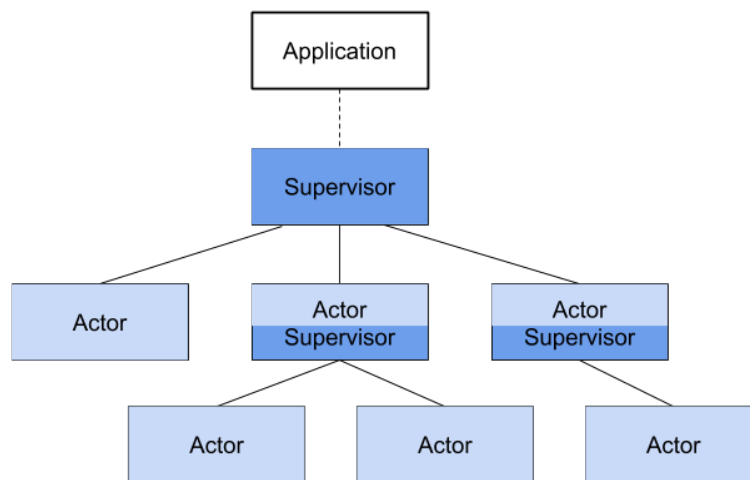 Application
Supervisor
Actor
Actor
Supervisor
Actor
Supervisor
Actor
Actor
Actor